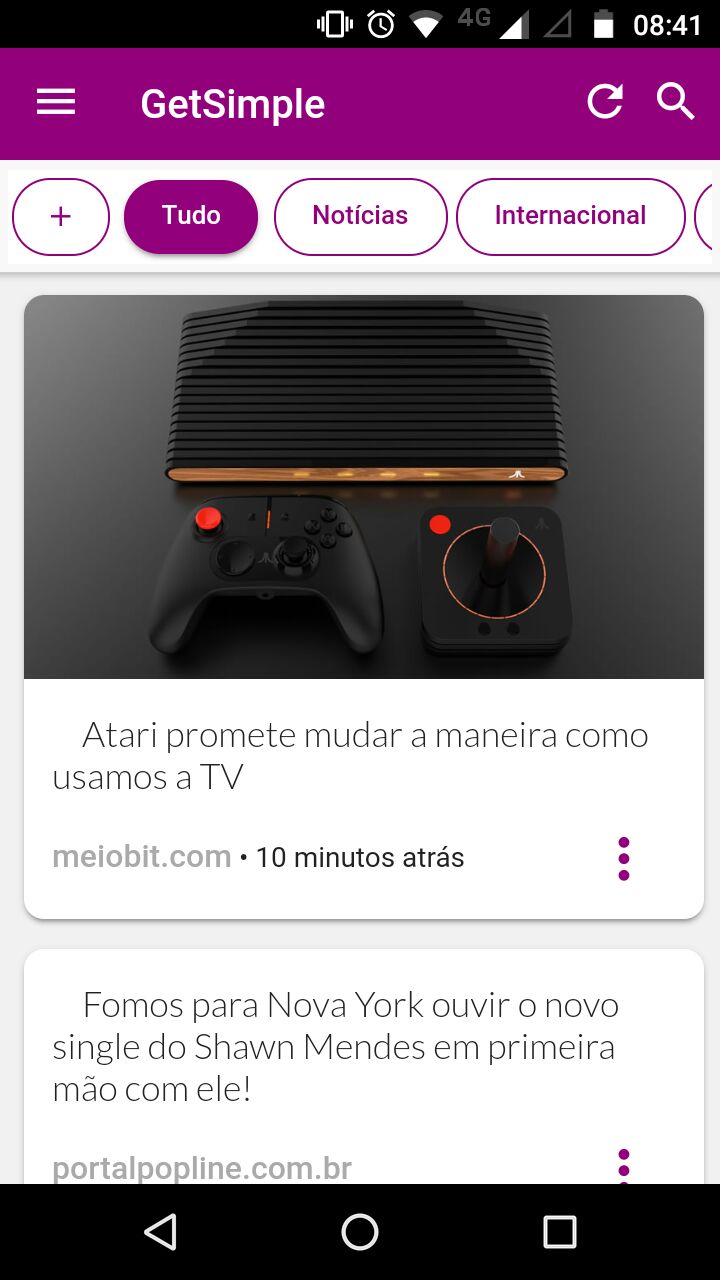 4G 08:41
GetSimple
+ Tudo Notícias Internacional
Atari promete mudar a maneira como
usamos a TV
meiobit.com • 10 minutos atrás
Fomos para Nova York ouvir o novo
single do Shawn Mendes em primeira
mão com ele!
portalpopline.com.br